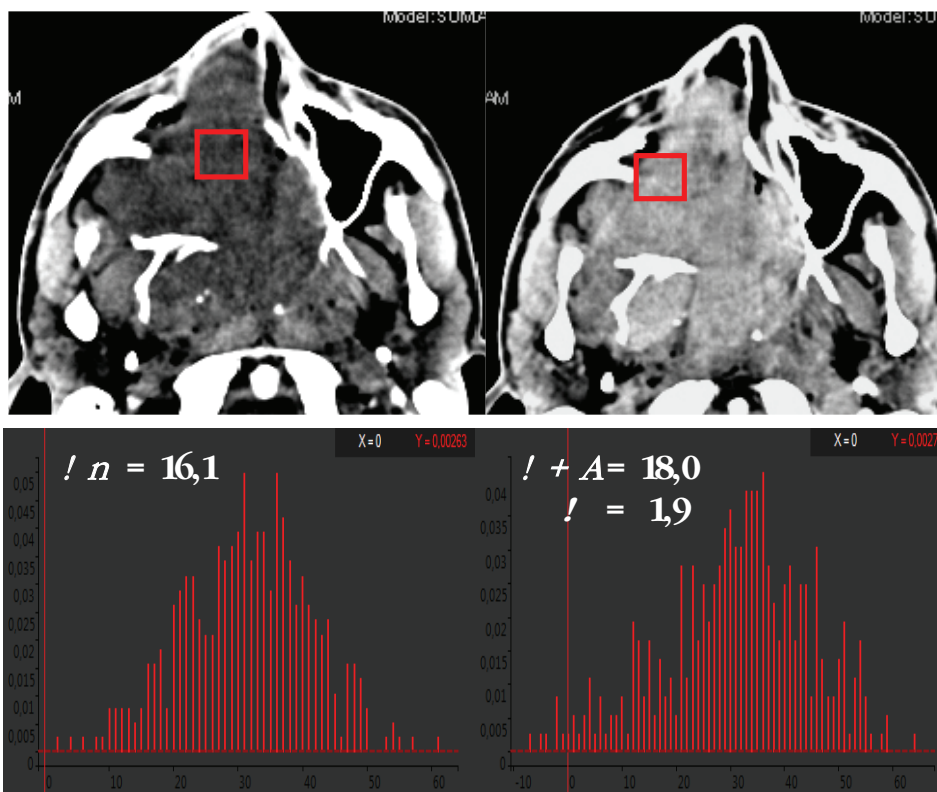 Model:SUMA
Model:SU
M
AM
X=0 Y=0,00263
! n = 16,1
0,05
0,045
0,04
0,035
0,03
0,025
0,02
0,015
0,01
0,005
0
0 10 20 30 40 50 60
X=0 Y=0,0027
! + A= 18,0
! = 1,9
0,04
0,035
0,03
0,025
0,02
0,015
0,01
0,005
0
-10 0 10 20 30 40 50 60